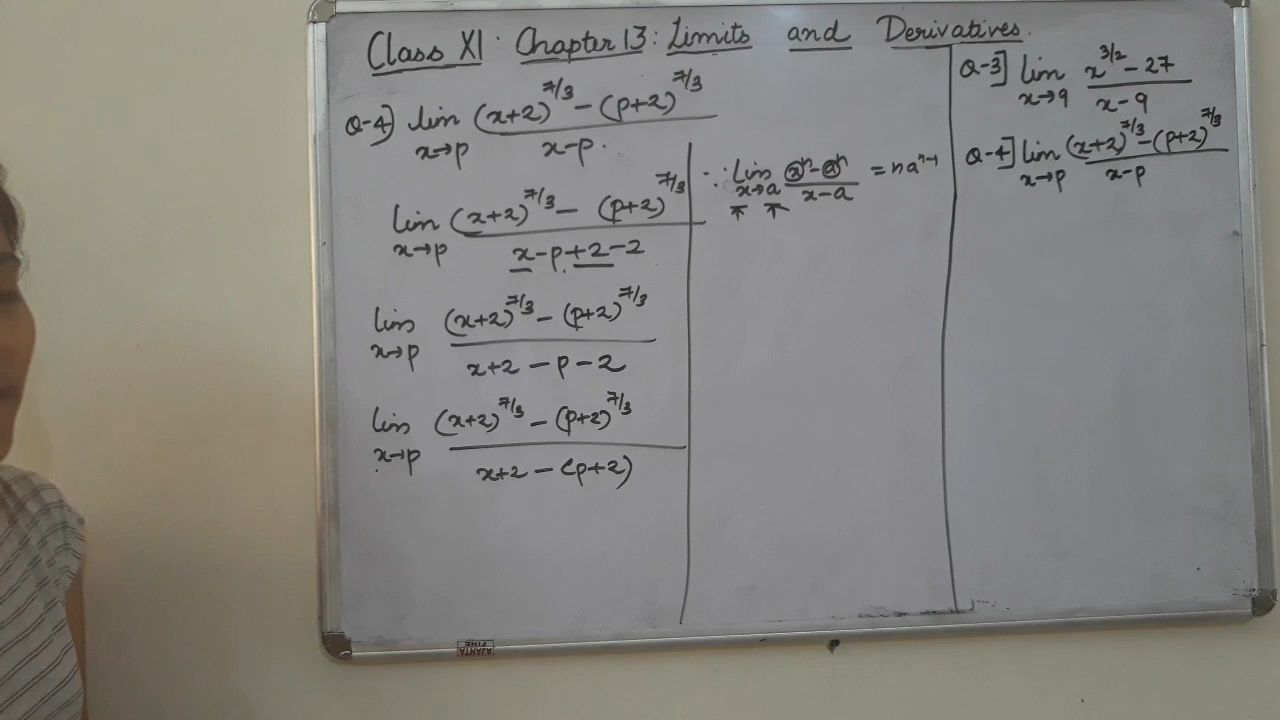 Class XI : Chapter 13 : Limits and Derivatives.
Q-4) lim x→p ((x+2)^7/3 − (p+2)^7/3) / (x-p).
lim x→p ((x+2)^7/3 − (p+2)^7/3) / (x-p+2-2)
lim x→p ((x+2)^7/3 − (p+2)^7/3) / (x+2-p-2)
lim x→p ((x+2)^7/3 − (p+2)^7/3) / (x+2-(p+2))
∵ Lim x→a (x^n - a^n) / (x-a) = na^n-1
Q-3] lim x→9 (x^3/2 - 27) / (x-9)
Q-4] lim x→p ((x+2)^7/3 - (p+2)^7/3) / (x-p)
AJANTA
FINE